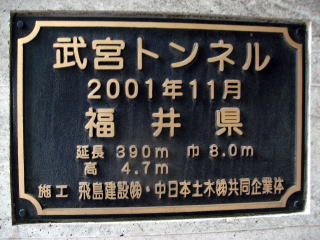 武宮トンネル
2001年11月
福井県
延長 390m 巾 8.0m
高 4.7m
施工 飛島建設㈱・中日本土木㈱共同企業体